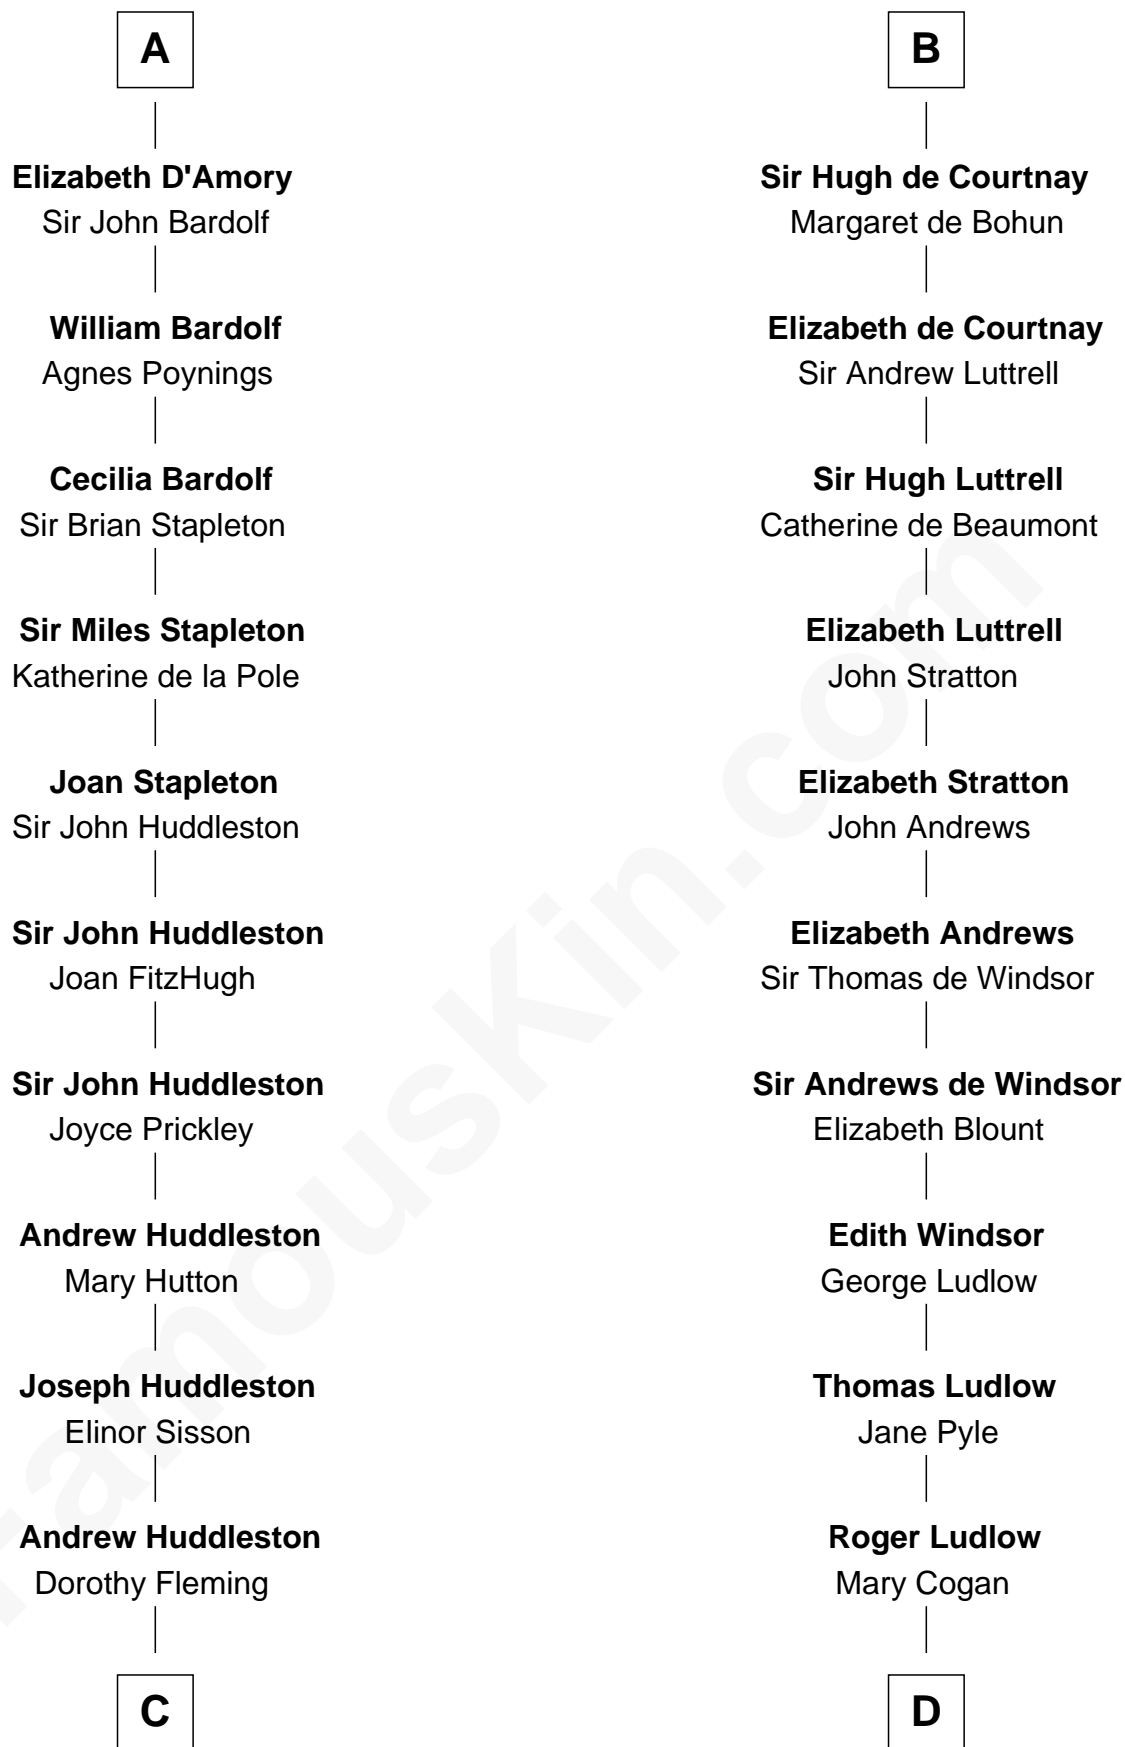 A
Elizabeth D'Amory
Sir John Bardolf
William Bardolf
Agnes Poynings
Cecilia Bardolf
Sir Brian Stapleton
Sir Miles Stapleton
Katherine de la Pole
Joan Stapleton
Sir John Huddleston
Sir John Huddleston
Joan FitzHugh
Sir John Huddleston
Joyce Prickley
Andrew Huddleston
Mary Hutton
Joseph Huddleston
Elinor Sisson
Andrew Huddleston
Dorothy Fleming
C
B
Sir Hugh de Courtnay
Margaret de Bohun
Elizabeth de Courtnay
Sir Andrew Luttrell
Sir Hugh Luttrell
Catherine de Beaumont
Elizabeth Luttrell
John Stratton
Elizabeth Stratton
John Andrews
Elizabeth Andrews
Sir Thomas de Windsor
Sir Andrews de Windsor
Elizabeth Blount
Edith Windsor
George Ludlow
Thomas Ludlow
Jane Pyle
Roger Ludlow
Mary Cogan
D
FamousKin.com